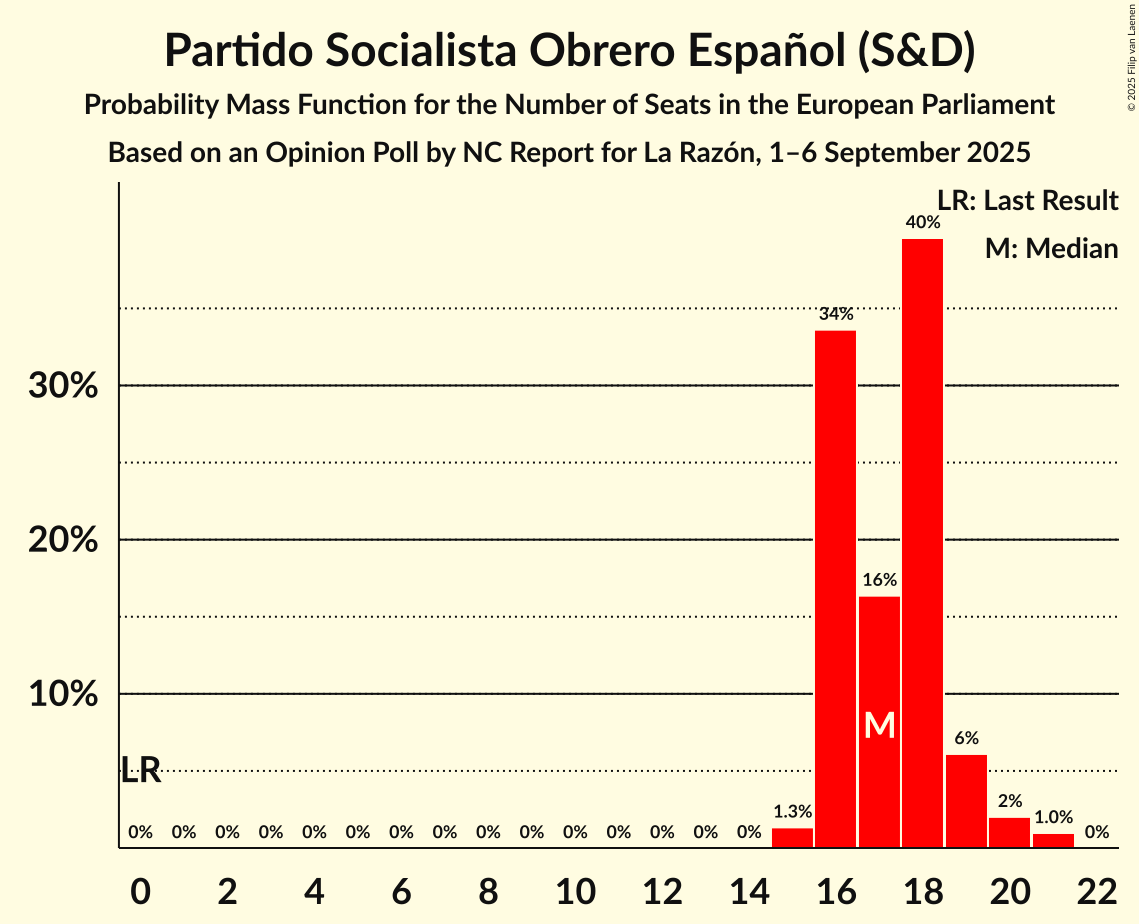 Partido Socialista Obrero Español (S&D)
Probability Mass Function for the Number of Seats in the European Parliament
Based on an Opinion Poll by NC Report for La Razón, 1–6 September 2025
© 2025 Filip van Laenen
LR: Last Result
M: Median
40%
34%
30%
20%
16%
10%
M
6%
LR
1.3%
2%
1.0%
0% 0% 0% 0% 0% 0% 0% 0% 0% 0% 0% 0% 0% 0% 0% 0%
0 2 4 6 8 10 12 14 16 18 20 22